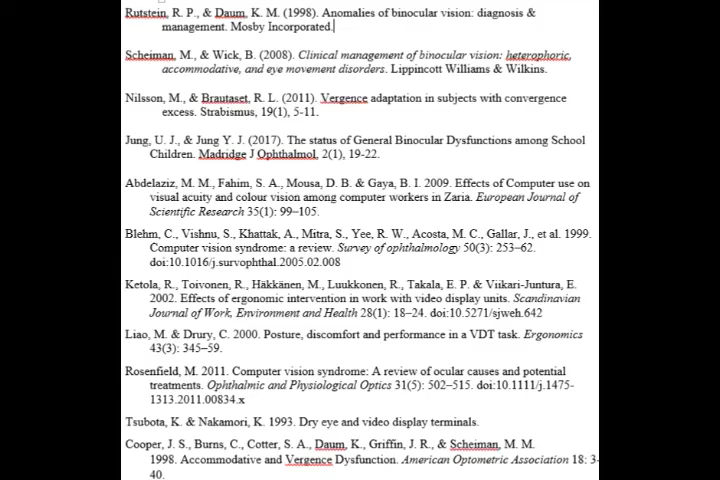 Rutstein, R. P., & Daum, K. M. (1998). Anomalies of binocular vision: diagnosis &
management. Mosby Incorporated.
Scheiman, M., & Wick, B. (2008). Clinical management of binocular vision: heterophoric,
accommodative, and eye movement disorders. Lippincott Williams & Wilkins.
Nilsson, M., & Brautaset, R. L. (2011). Vergence adaptation in subjects with convergence
excess. Strabismus, 19(1), 5-11.
Jung, U. J., & Jung Y. J. (2017). The status of General Binocular Dysfunctions among School
Children. Madridge J Ophthalmol, 2(1), 19-22.
Abdelaziz, M. M., Fahim, S. A., Mousa, D. B. & Gaya, B. I. 2009. Effects of Computer use on
visual acuity and colour vision among computer workers in Zaria. European Journal of
Scientific Research 35(1): 99–105.
Blehm, C., Vishnu, S., Khattak, A., Mitra, S., Yee, R. W., Acosta, M. C., Gallar, J., et al. 1999.
Computer vision syndrome: a review. Survey of ophthalmology 50(3): 253–62.
doi:10.1016/j.survophthal.2005.02.008
Ketola, R., Toivonen, R., Häkkänen, M., Luukkonen, R., Takala, E. P. & Viikari-Juntura, E.
2002. Effects of ergonomic intervention in work with video display units. Scandinavian
Journal of Work, Environment and Health 28(1): 18–24. doi:10.5271/sjweh.642
Liao, M. & Drury, C. 2000. Posture, discomfort and performance in a VDT task. Ergonomics
43(3): 345–59.
Rosenfield, M. 2011. Computer vision syndrome: A review of ocular causes and potential
treatments. Ophthalmic and Physiological Optics 31(5): 502–515. doi:10.1111/j.1475-
1313.2011.00834.x
Tsubota, K. & Nakamori, K. 1993. Dry eye and video display terminals.
Cooper, J. S., Burns, C., Cotter, S. A., Daum, K., Griffin, J. R., & Scheiman, M. M.
1998. Accommodative and Vergence Dysfunction. American Optometric Association 18: 3-
40.